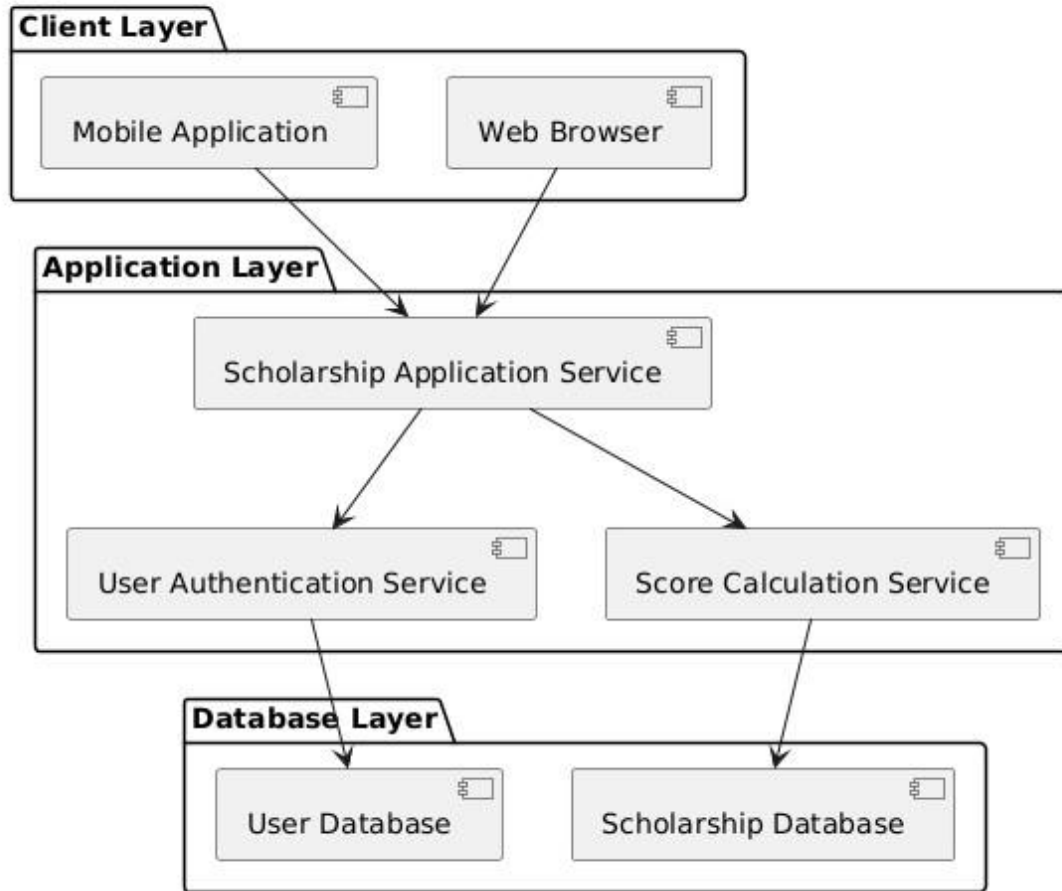 Client Layer
Mobile Application
Web Browser
Application Layer
Scholarship Application Service
User Authentication Service
Score Calculation Service
Database Layer
User Database
Scholarship Database